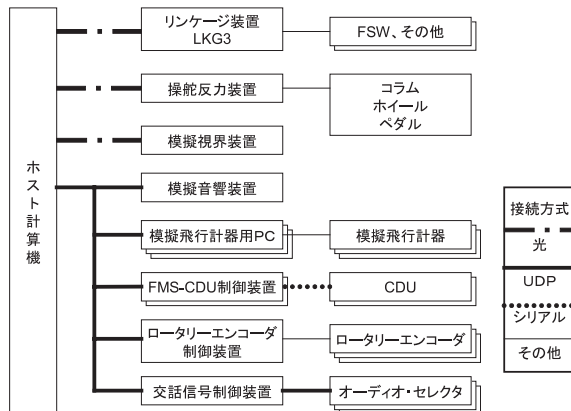 ホスト計算機
リンケージ装置
LKG3
FSW、その他
操舵反力装置
コラム
ホイール
ペダル
模擬視界装置
模擬音響装置
模擬飛行計器用PC
模擬飛行計器
FMS-CDU制御装置
CDU
ロータリーエンコーダ
制御装置
ロータリーエンコーダ
交話信号制御装置
オーディオ・セレクタ
接続方式
光
UDP
シリアル
その他